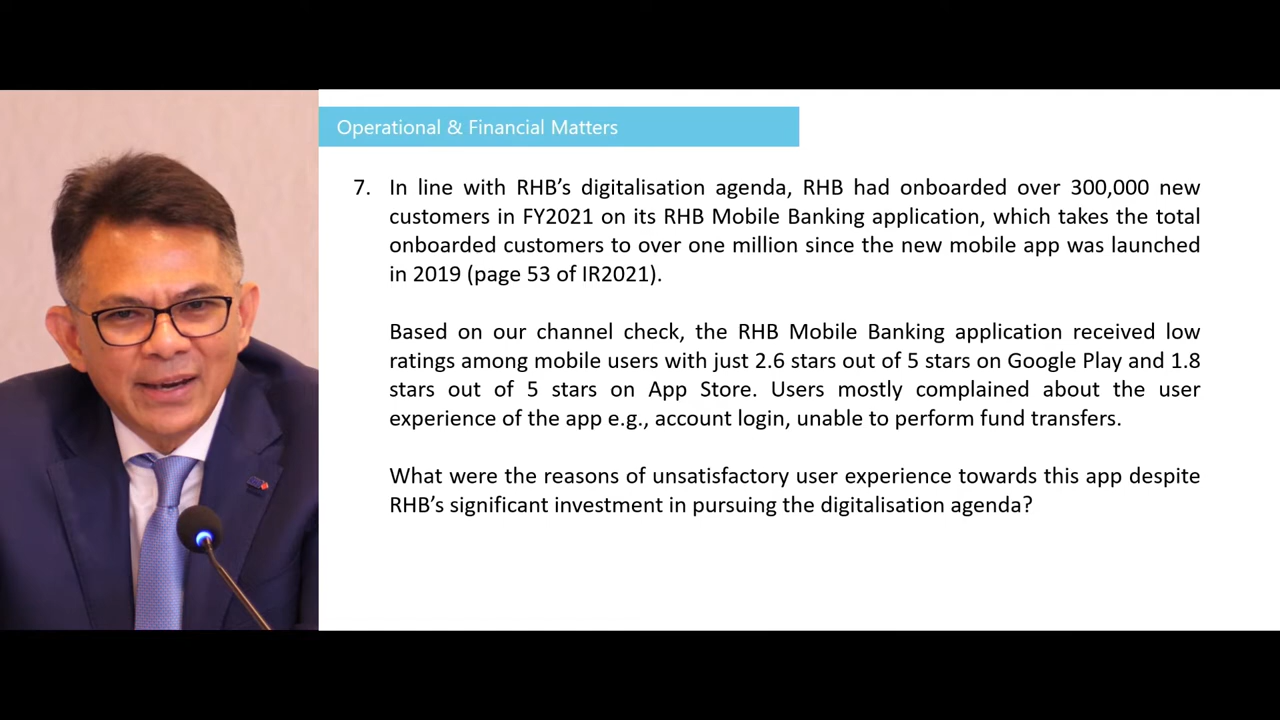 Operational & Financial Matters
7. In line with RHB's digitalisation agenda, RHB had onboarded over 300,000 new
customers in FY2021 on its RHB Mobile Banking application, which takes the total
onboarded customers to over one million since the new mobile app was launched
in 2019 (page 53 of IR2021).
Based on our channel check, the RHB Mobile Banking application received low
ratings among mobile users with just 2.6 stars out of 5 stars on Google Play and 1.8
stars out of 5 stars on App Store. Users mostly complained about the user
experience of the app e.g., account login, unable to perform fund transfers.
What were the reasons of unsatisfactory user experience towards this app despite
RHB's significant investment in pursuing the digitalisation agenda?